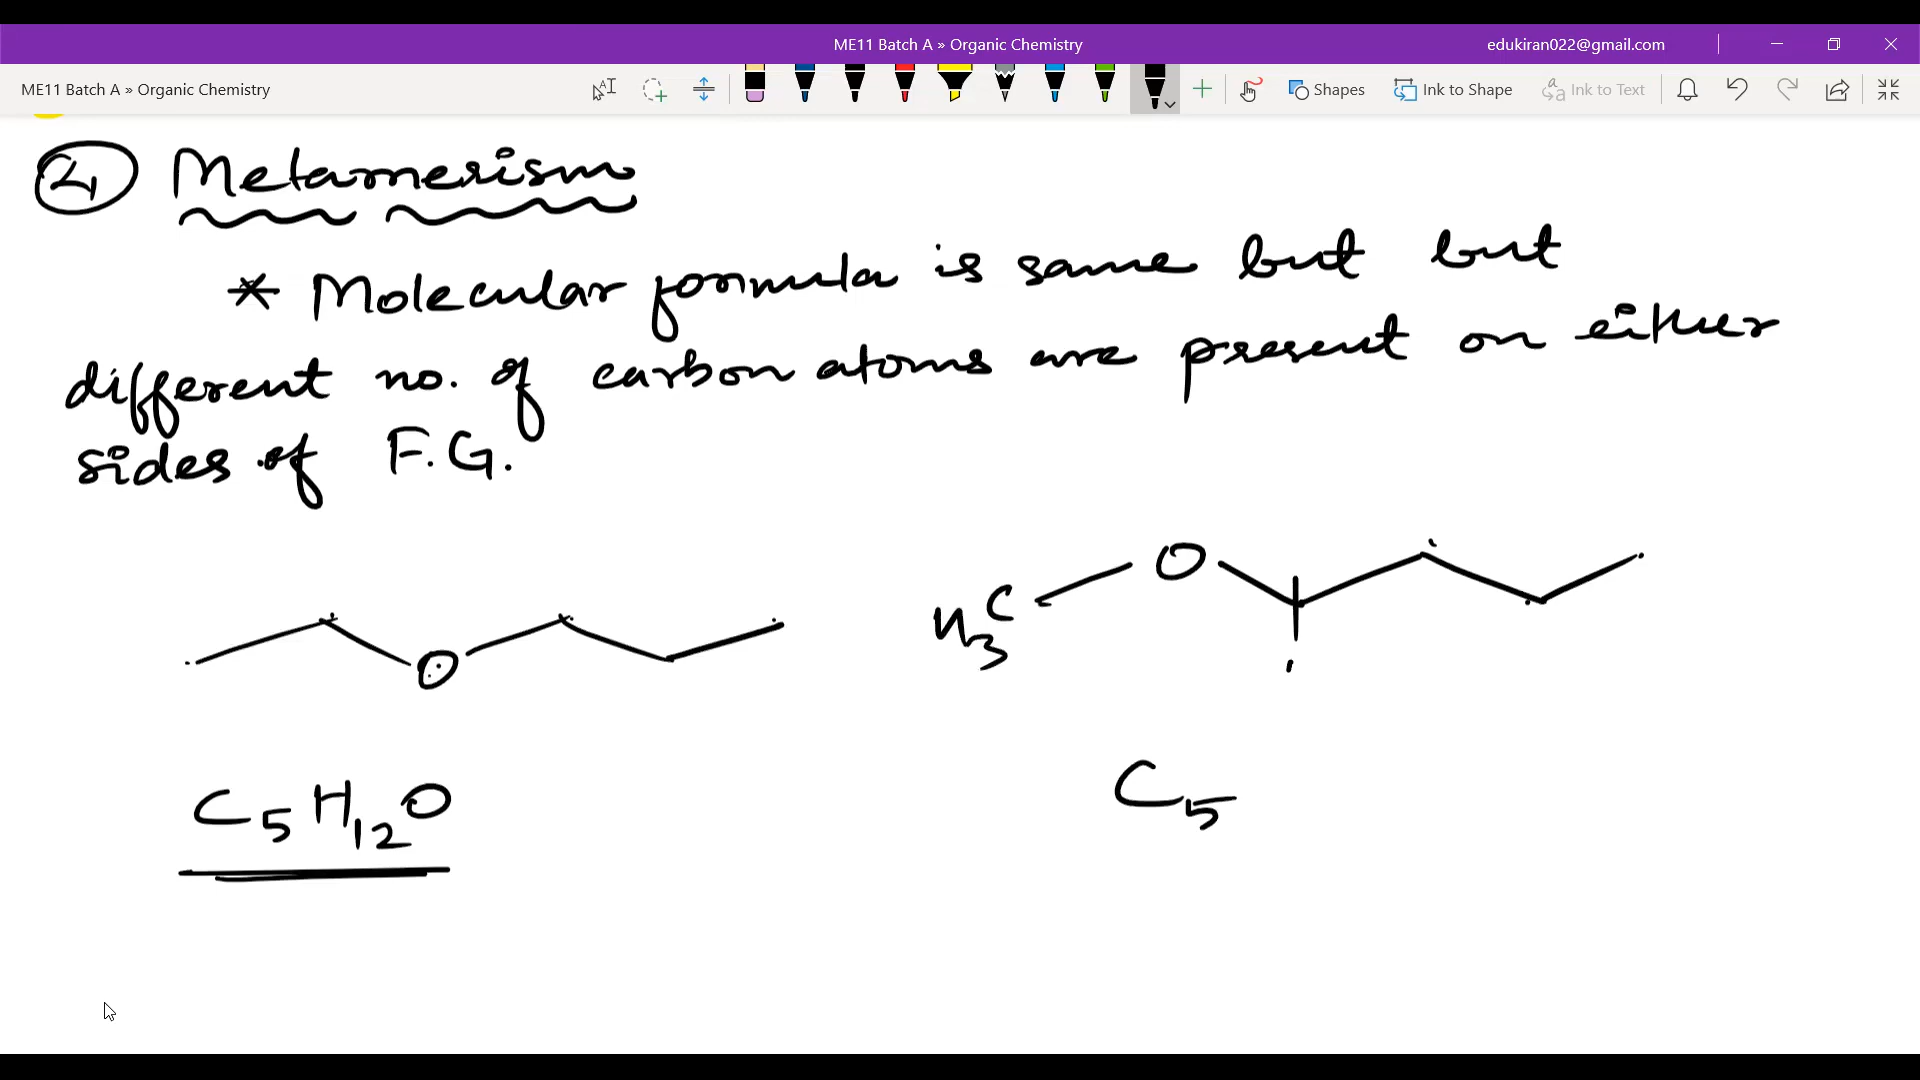 ME11 Batch A » Organic Chemistry
edukiran022@gmail.com
ME11 Batch A » Organic Chemistry
Shapes
Ink to Shape
Ink to Text
4 Metamerism
* Molecular formula is same but but
different no. of carbon atoms are present on either
sides of F.G.
O
H3C O
C5H12O
C5